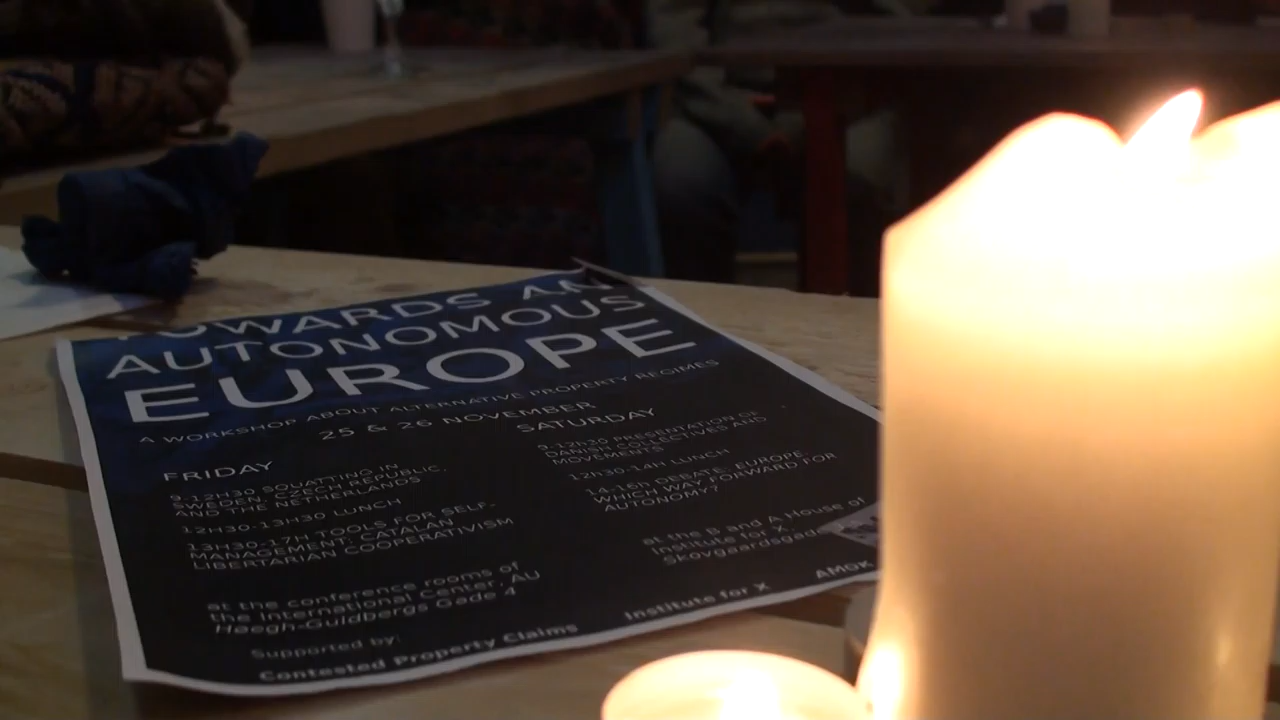 TOWARDS AN
AUTONOMOUS
EUROPE
A WORKSHOP ABOUT ALTERNATIVE PROPERTY REGIMES
25 & 26 NOVEMBER
FRIDAY
9-12H30 SQUATTING IN
SWEDEN, CZECH REPUBLIC,
AND THE NETHERLANDS
12H30-13H30 LUNCH
13H30-17H TOOLS FOR SELF-
MANAGEMENT: CATALAN
LIBERTARIAN COOPERATIVISM
at the conference rooms of
the International Center, AU
Høegh-Guldbergs Gade 4
SATURDAY
9-12h30 PRESENTATION OF
DANISH COLLECTIVES AND
MOVEMENTS
12H30-14H LUNCH
14-16h DEBATE: EUROPE
WHICH WAY FORWARD FOR
AUTONOMY?
at the B and A House of
Institute for X,
Skovgaardsgade
Supported by:
Contested Property Claims
Institute for X
AMOK